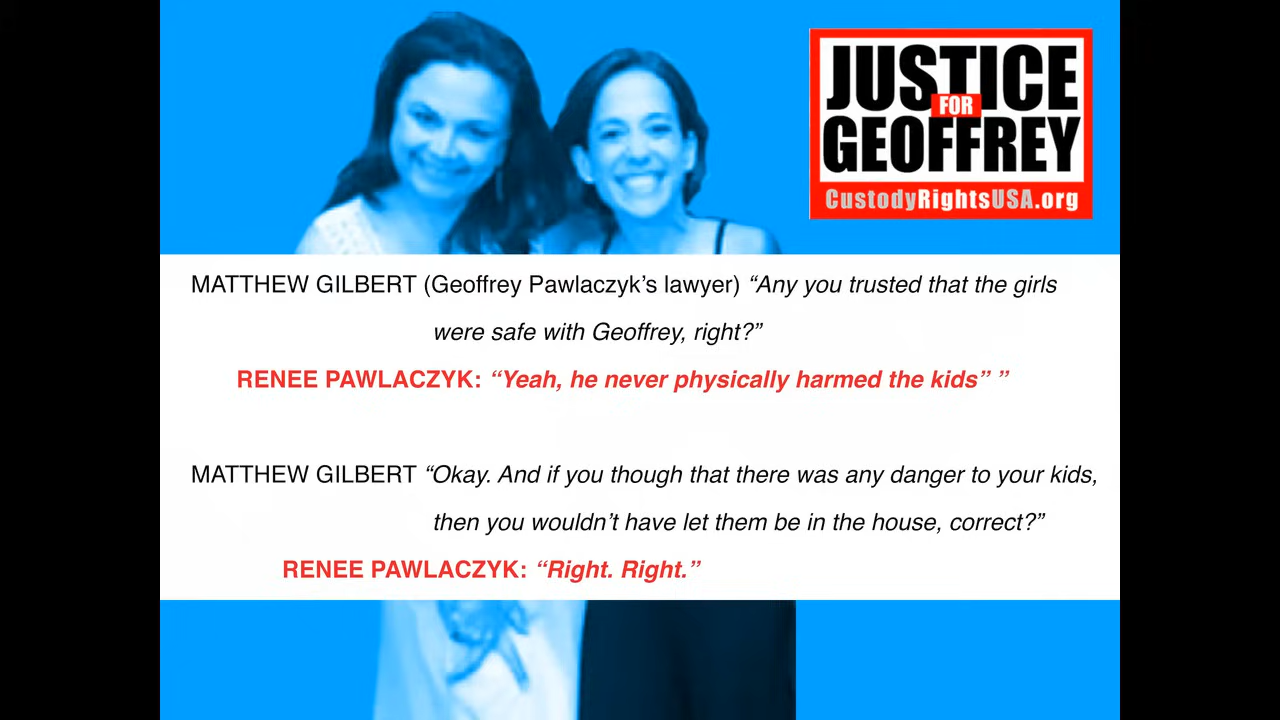 JUSTICE
FOR
GEOFFREY
CustodyRightsUSA.org
MATTHEW GILBERT (Geoffrey Pawlaczyk’s lawyer) “Any you trusted that the girls
were safe with Geoffrey, right?”
RENEE PAWLACZYK: “Yeah, he never physically harmed the kids” ”
MATTHEW GILBERT “Okay. And if you though that there was any danger to your kids,
then you wouldn’t have let them be in the house, correct?”
RENEE PAWLACZYK: “Right. Right.”